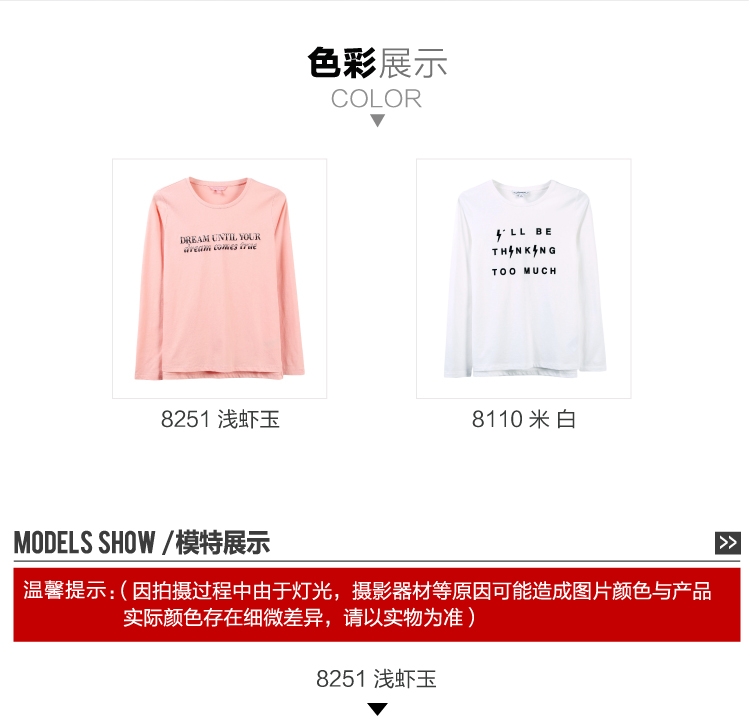 色彩展示
COLOR
DREAM UNTIL YOUR
dream comes true
'LL BE
TH NK NG
TOO MUCH
8251 浅虾玉
8110 米 白
MODELS SHOW /模特展示
温馨提示:( 因拍摄过程中由于灯光，摄影器材等原因可能造成图片颜色与产品
实际颜色存在细微差异，请以实物为准 )
8251 浅虾玉